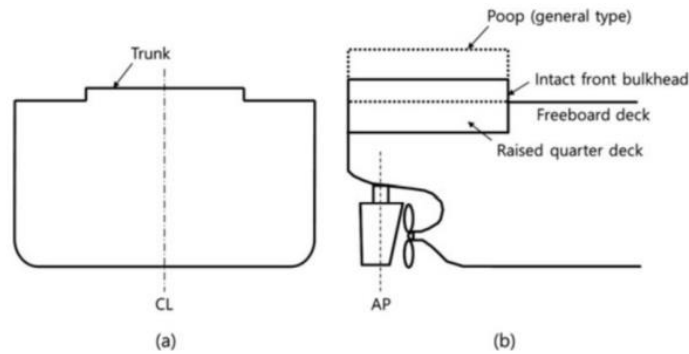 Trunk
CL
(a)
Poop (general type)
Intact front bulkhead
Freeboard deck
Raised quarter deck
AP
(b)